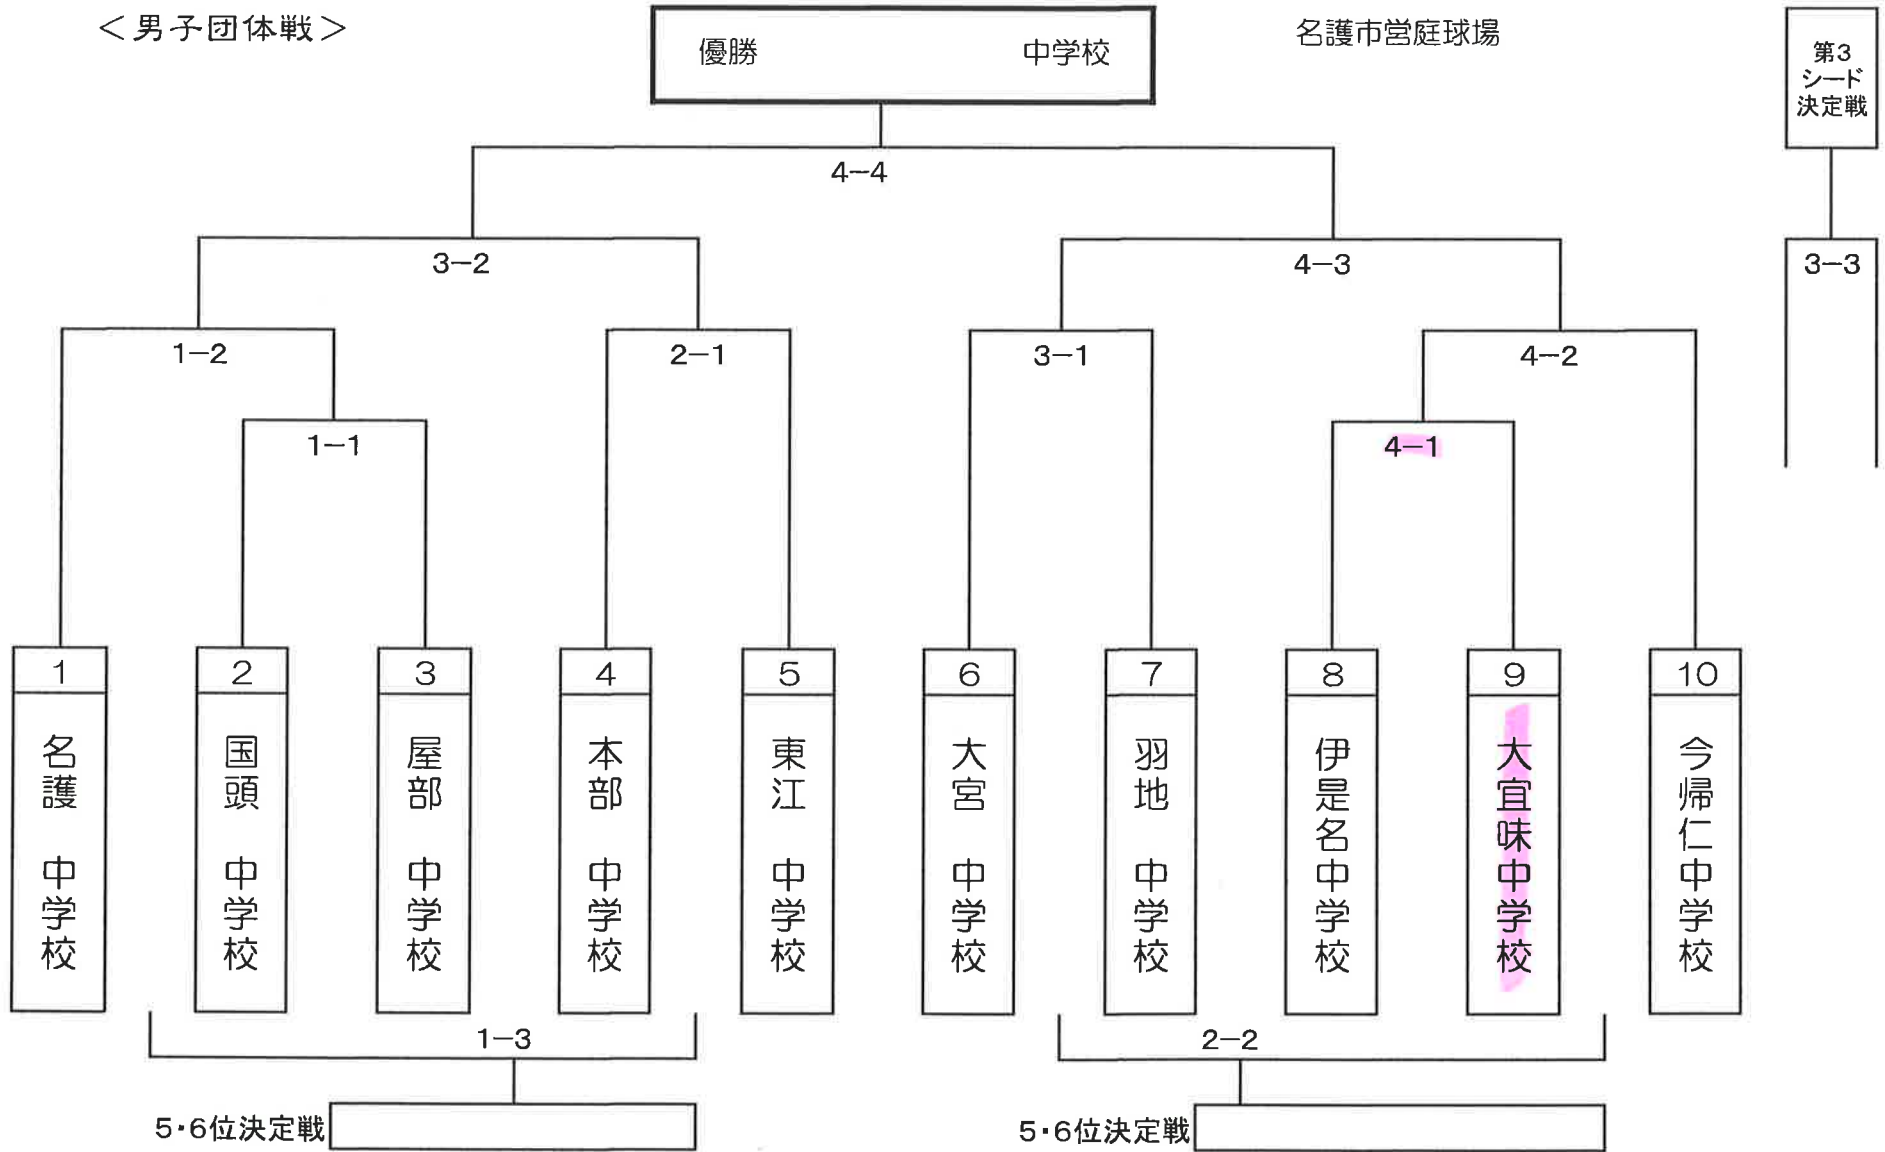 ＜男子団体戦＞
優勝　中学校
名護市営庭球場
第3
シード
決定戦
4－4
3－2
4－3
3－3
1－2
2－1
3－1
4－2
1－1
4－1
1
2
3
4
5
6
7
8
9
10
名護　中学校
国頭　中学校
屋部　中学校
本部　中学校
東江　中学校
大宮　中学校
羽地　中学校
伊是名中学校
大宜味中学校
今帰仁中学校
1－3
2－2
5・6位決定戦
5・6位決定戦